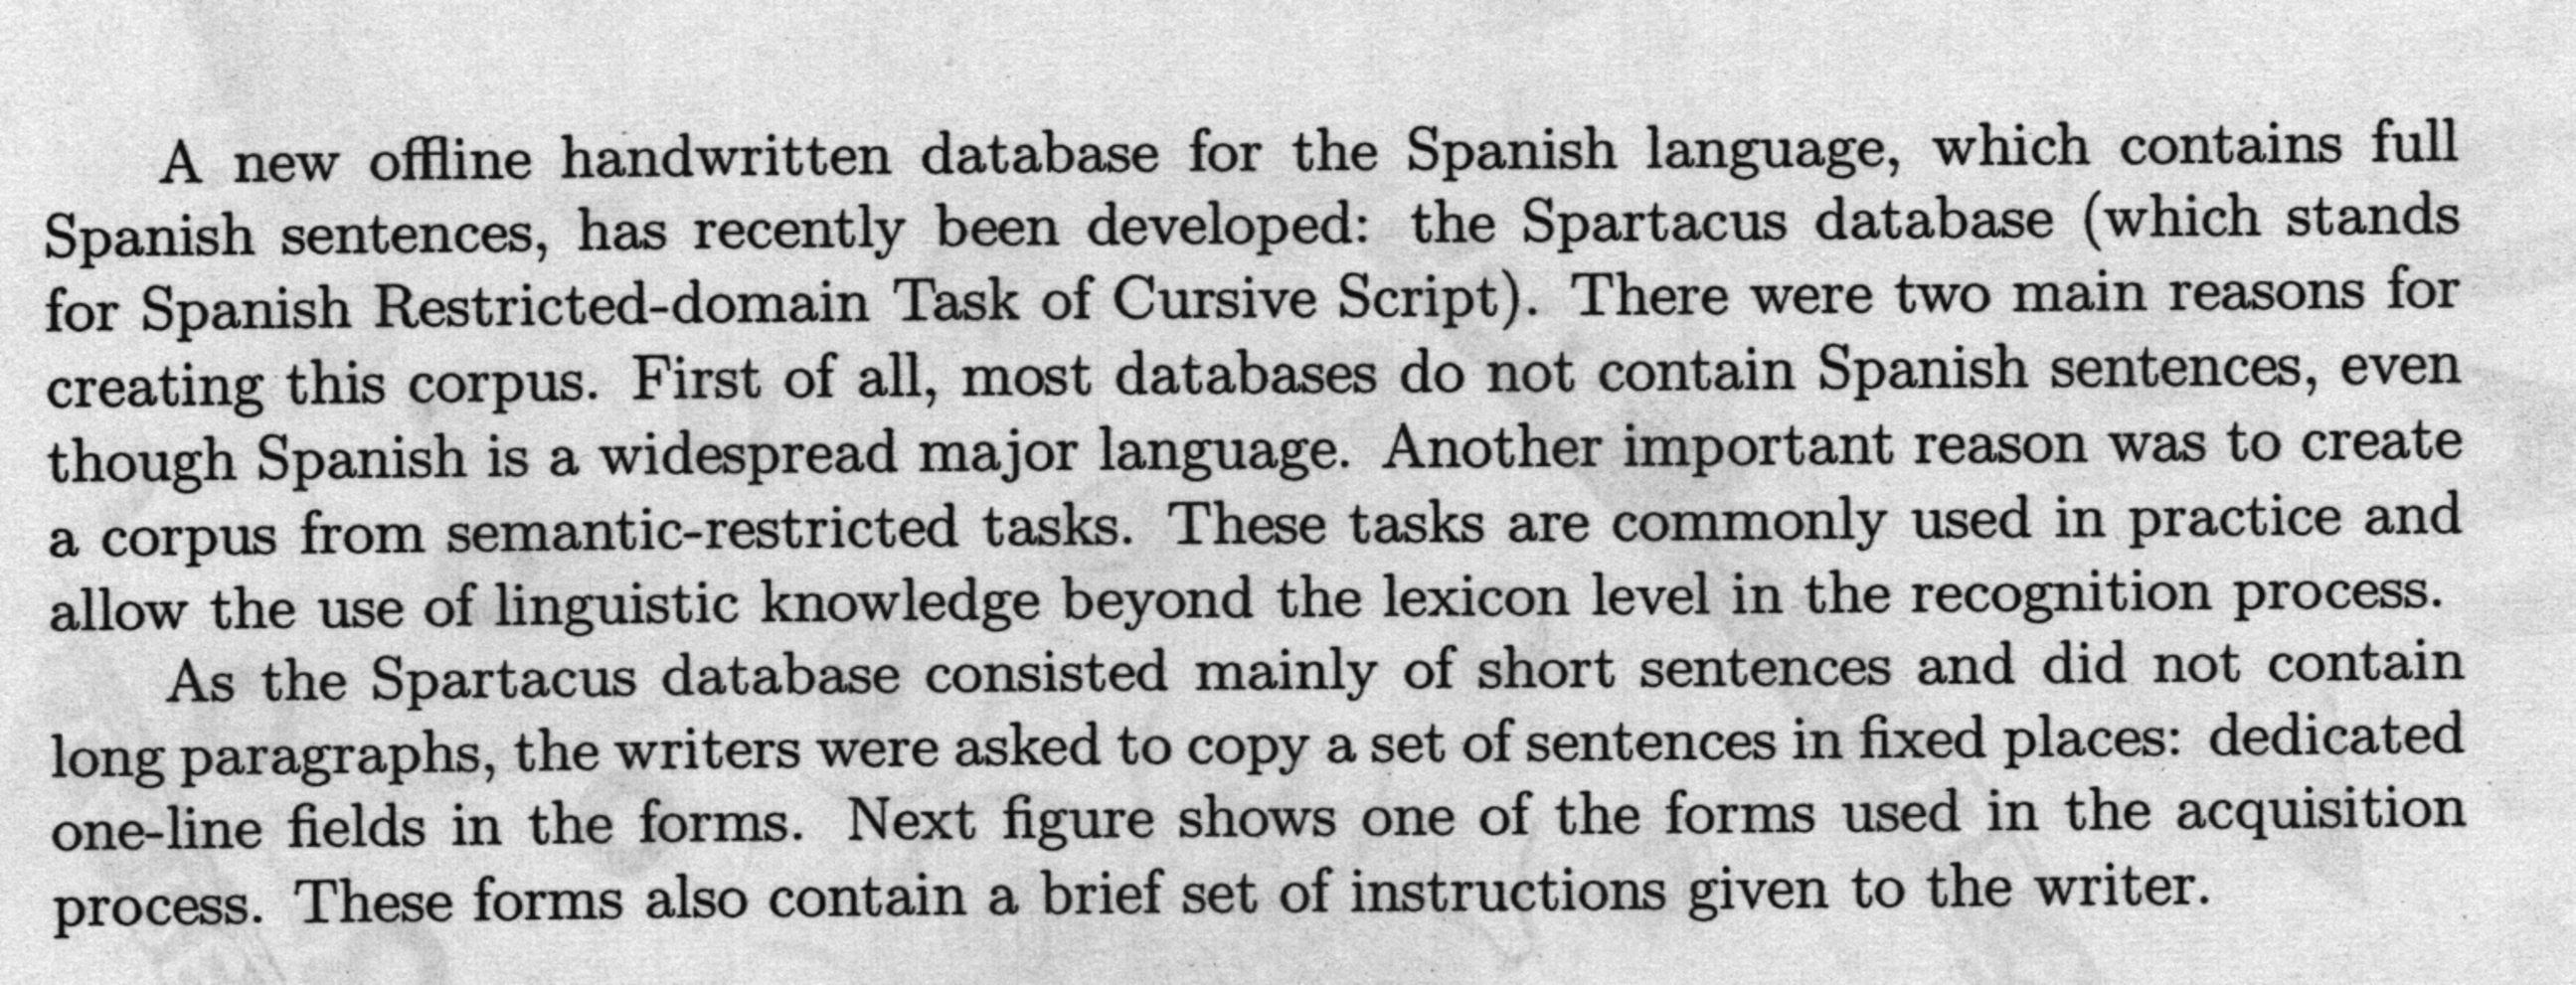 A new offline handwritten database for the Spanish language, which contains full
Spanish sentences, has recently been developed: the Spartacus database (which stands
for Spanish Restricted-domain Task of Cursive Script). There were two main reasons for
creating this corpus. First of all, most databases do not contain Spanish sentences, even
though Spanish is a widespread major language. Another important reason was to create
a corpus from semantic-restricted tasks. These tasks are commonly used in practice and
allow the use of linguistic knowledge beyond the lexicon level in the recognition process.
As the Spartacus database consisted mainly of short sentences and did not contain
long paragraphs, the writers were asked to copy a set of sentences in fixed places: dedicated
one-line fields in the forms. Next figure shows one of the forms used in the acquisition
process. These forms also contain a brief set of instructions given to the writer.